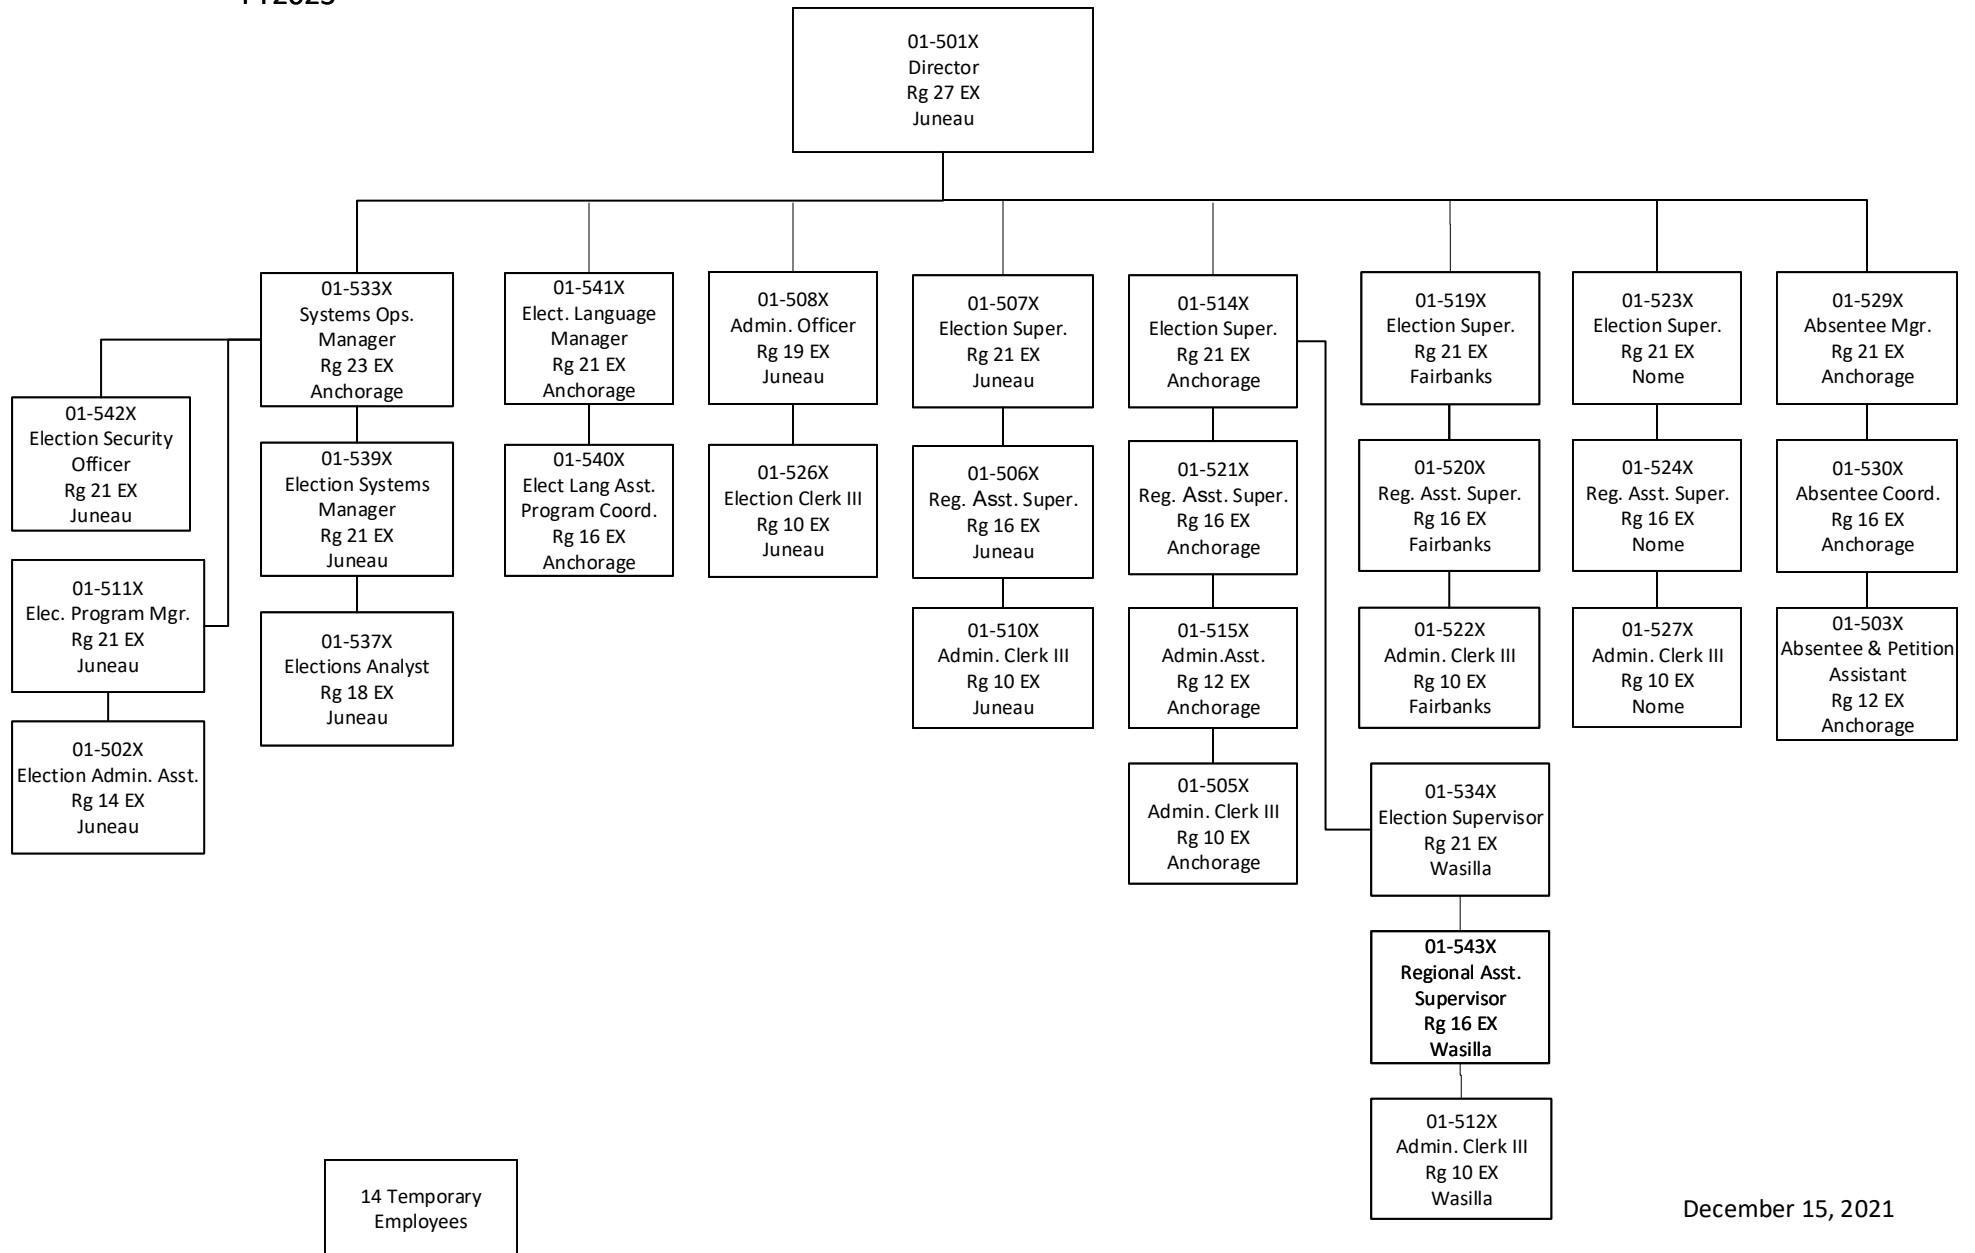 01-501X
Director
Rg 27 EX
Juneau
01-533X
Systems Ops.
Manager
Rg 23 EX
Anchorage
01-541X
Elect. Language
Manager
Rg 21 EX
Anchorage
01-508X
Admin. Officer
Rg 19 EX
Juneau
01-507X
Election Super.
Rg 21 EX
Juneau
01-514X
Election Super.
Rg 21 EX
Anchorage
01-519X
Election Super.
Rg 21 EX
Fairbanks
01-523X
Election Super.
Rg 21 EX
Nome
01-529X
Absentee Mgr.
Rg 21 EX
Anchorage
01-542X
Election Security
Officer
Rg 21 EX
Juneau
01-539X
Election Systems
Manager
Rg 21 EX
Juneau
01-540X
Elect Lang Asst.
Program Coord.
Rg 16 EX
Anchorage
01-526X
Election Clerk III
Rg 10 EX
Juneau
01-506X
Reg. Asst. Super.
Rg 16 EX
Juneau
01-521X
Reg. Asst. Super.
Rg 16 EX
Anchorage
01-520X
Reg. Asst. Super.
Rg 16 EX
Fairbanks
01-524X
Reg. Asst. Super.
Rg 16 EX
Nome
01-530X
Absentee Coord.
Rg 16 EX
Anchorage
01-511X
Elec. Program Mgr.
Rg 21 EX
Juneau
01-537X
Elections Analyst
Rg 18 EX
Juneau
01-510X
Admin. Clerk III
Rg 10 EX
Juneau
01-515X
Admin.Asst.
Rg 12 EX
Anchorage
01-522X
Admin. Clerk III
Rg 10 EX
Fairbanks
01-527X
Admin. Clerk III
Rg 10 EX
Nome
01-503X
Absentee & Petition
Assistant
Rg 12 EX
Anchorage
01-502X
Election Admin. Asst.
Rg 14 EX
Juneau
01-505X
Admin. Clerk III
Rg 10 EX
Anchorage
01-534X
Election Supervisor
Rg 21 EX
Wasilla
01-543X
Regional Asst.
Supervisor
Rg 16 EX
Wasilla
01-512X
Admin. Clerk III
Rg 10 EX
Wasilla
14 Temporary
Employees
December 15, 2021